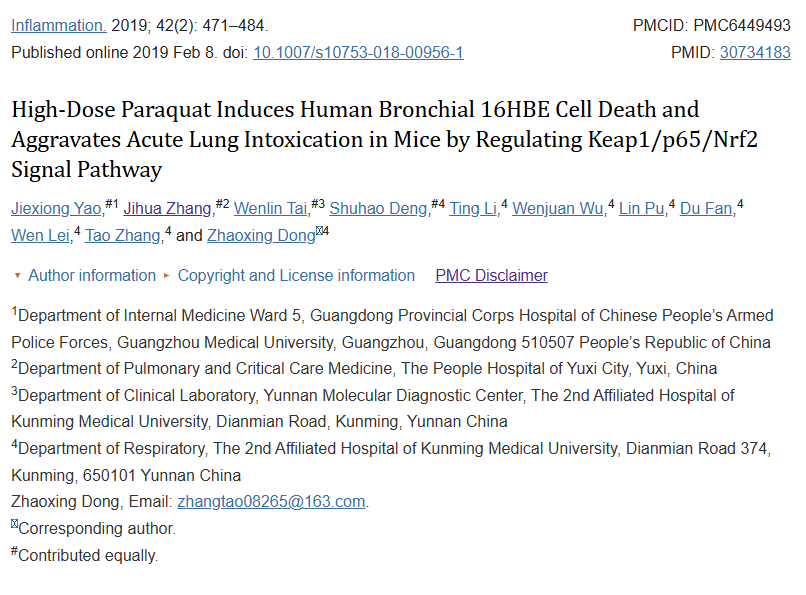 Inflammation. 2019; 42(2): 471–484.
PMCID: PMC6449493
Published online 2019 Feb 8. doi: 10.1007/s10753-018-00956-1
PMID: 30734183
High-Dose Paraquat Induces Human Bronchial 16HBE Cell Death and
Aggravates Acute Lung Intoxication in Mice by Regulating Keap1/p65/Nrf2
Signal Pathway
Jiexiong Yao,#1 Jihua Zhang,#2 Wenlin Tai,#3 Shuhao Deng,#4 Ting Li,4 Wenjuan Wu,4 Lin Pu,4 Du Fan,4
Wen Lei,4 Tao Zhang,4 and Zhaoxing Dong4
Author information Copyright and License information PMC Disclaimer
1Department of Internal Medicine Ward 5, Guangdong Provincial Corps Hospital of Chinese People’s Armed
Police Forces, Guangzhou Medical University, Guangzhou, Guangdong 510507 People’s Republic of China
2Department of Pulmonary and Critical Care Medicine, The People Hospital of Yuxi City, Yuxi, China
3Department of Clinical Laboratory, Yunnan Molecular Diagnostic Center, The 2nd Affiliated Hospital of
Kunming Medical University, Dianmian Road, Kunming, Yunnan China
4Department of Respiratory, The 2nd Affiliated Hospital of Kunming Medical University, Dianmian Road 374,
Kunming, 650101 Yunnan China
Zhaoxing Dong, Email: zhangtao08265@163.com.
Corresponding author.
#Contributed equally.